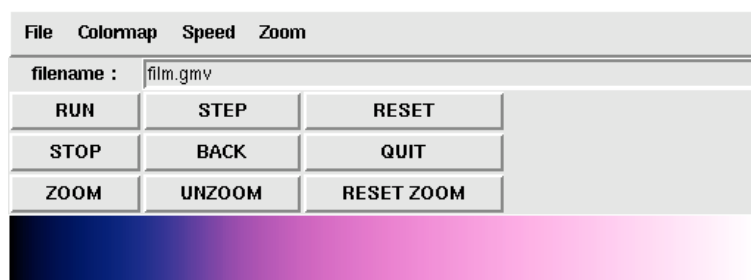 File Colormap Speed Zoom
filename : film.gmv
RUN STEP RESET
STOP BACK QUIT
ZOOM UNZOOM RESET ZOOM